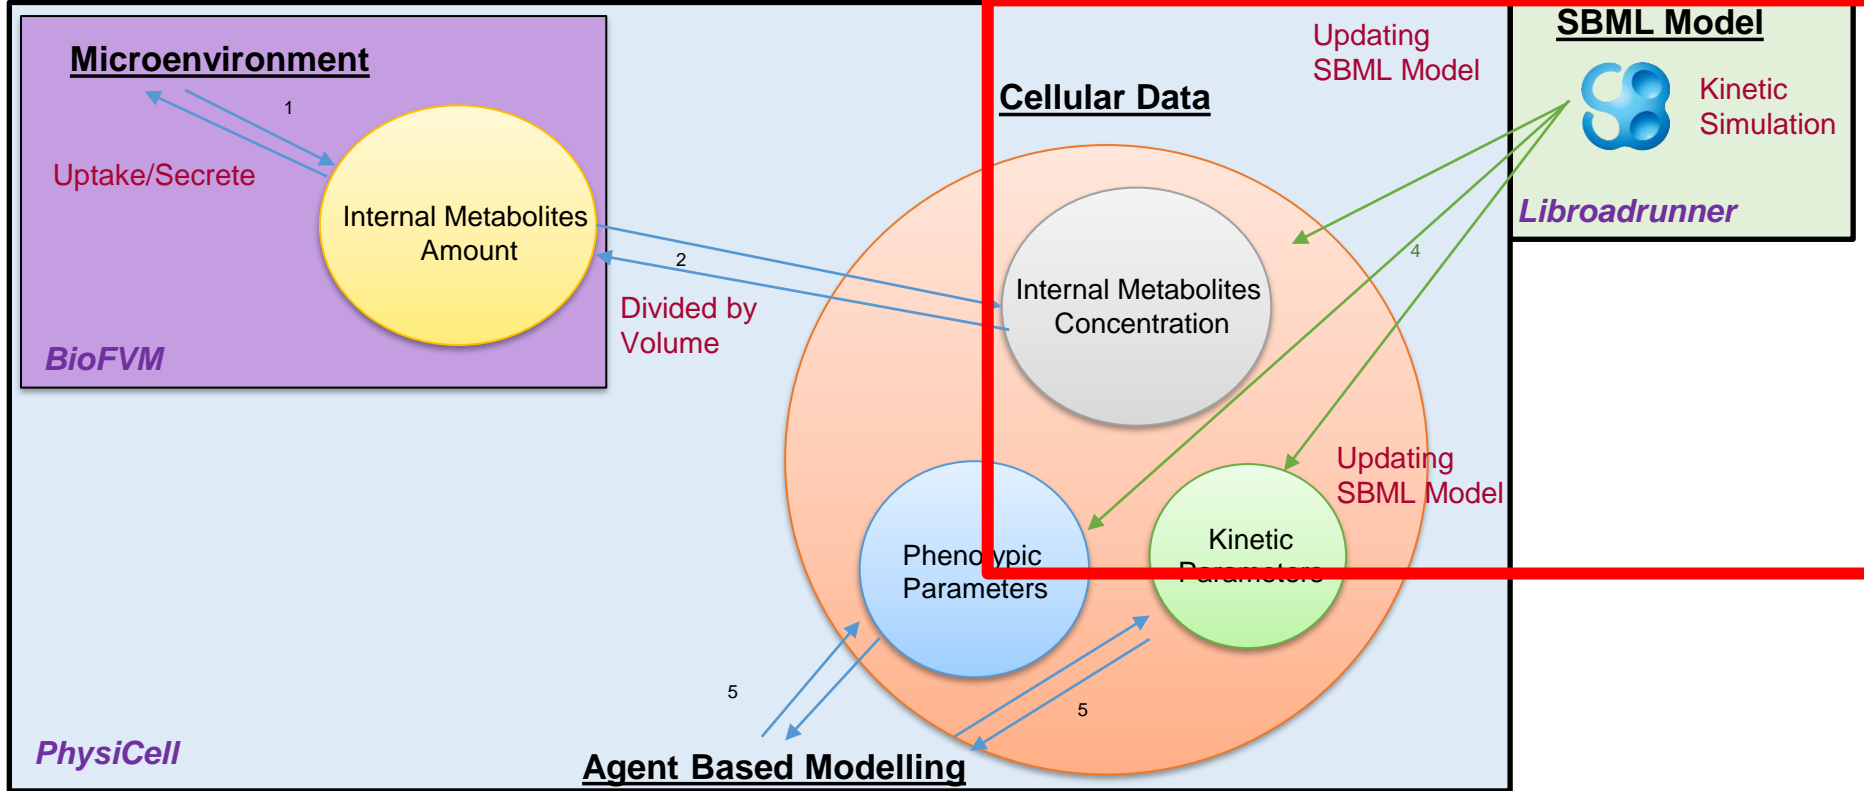 Microenvironment
1
Uptake/Secrete
Internal Metabolites
Amount
BioFVM
2
Divided by
Volume
Cellular Data
Updating
SBML Model
SBML Model
Kinetic
Simulation
Libroadrunner
4
Internal Metabolites
Concentration
Updating
SBML Model
Phenotypic
Parameters
Kinetic
Parameters
5
5
Agent Based Modelling
PhysiCell